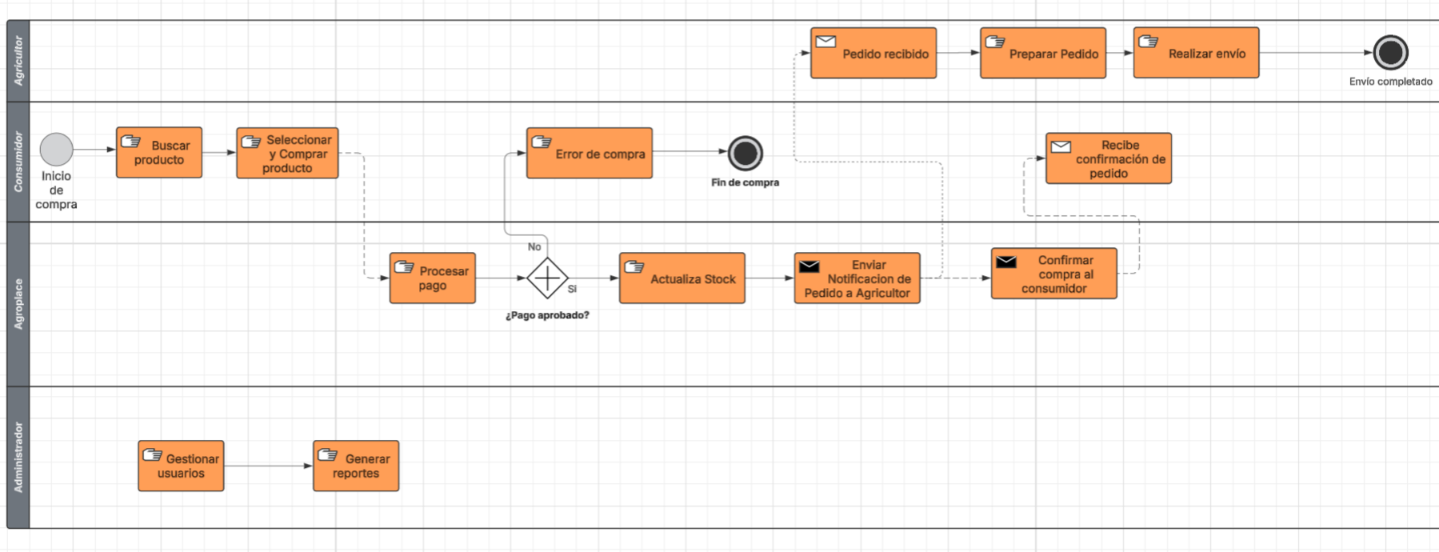 Agricultor
Pedido recibido
Preparar Pedido
Realizar envío
Envío completado
Consumidor
Inicio
de
compra
Buscar
producto
Seleccionar
y Comprar
producto
Error de compra
Fin de compra
Recibe
confirmación de
pedido
Agroplace
Procesar
pago
No
Si
¿Pago aprobado?
Actualiza Stock
Enviar
Notificacion de
Pedido a Agricultor
Confirmar
compra al
consumidor
Administrador
Gestionar
usuarios
Generar
reportes